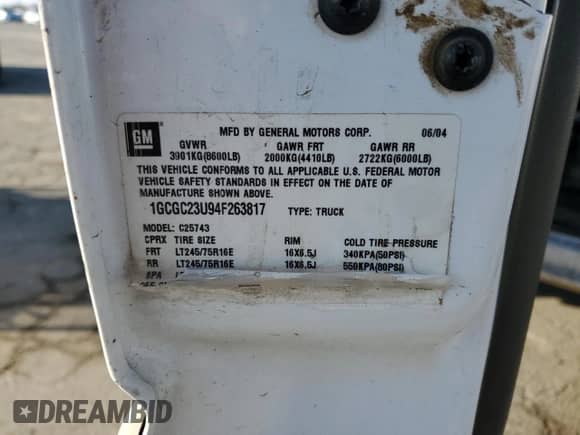 GM
MFD BY GENERAL MOTORS CORP. 06/04
GVWR GAWR FRT GAWR RR
3901KG(8600LB) 2000KG(4410LB) 2722KG(6000LB)
THIS VEHICLE CONFORMS TO ALL APPLICABLE U.S. FEDERAL MOTOR
VEHICLE SAFETY STANDARDS IN EFFECT ON THE DATE OF
MANUFACTURE SHOWN ABOVE.
1GCGC23U94F263817 TYPE: TRUCK
MODEL: C25743
CPRX TIRE SIZE RIM COLD TIRE PRESSURE
FRT LT245/75R16E 16X6.5J 340KPA(50PSI)
RR LT245/75R16E 16X6.5J 550KPA(80PSI)
DREAMBID